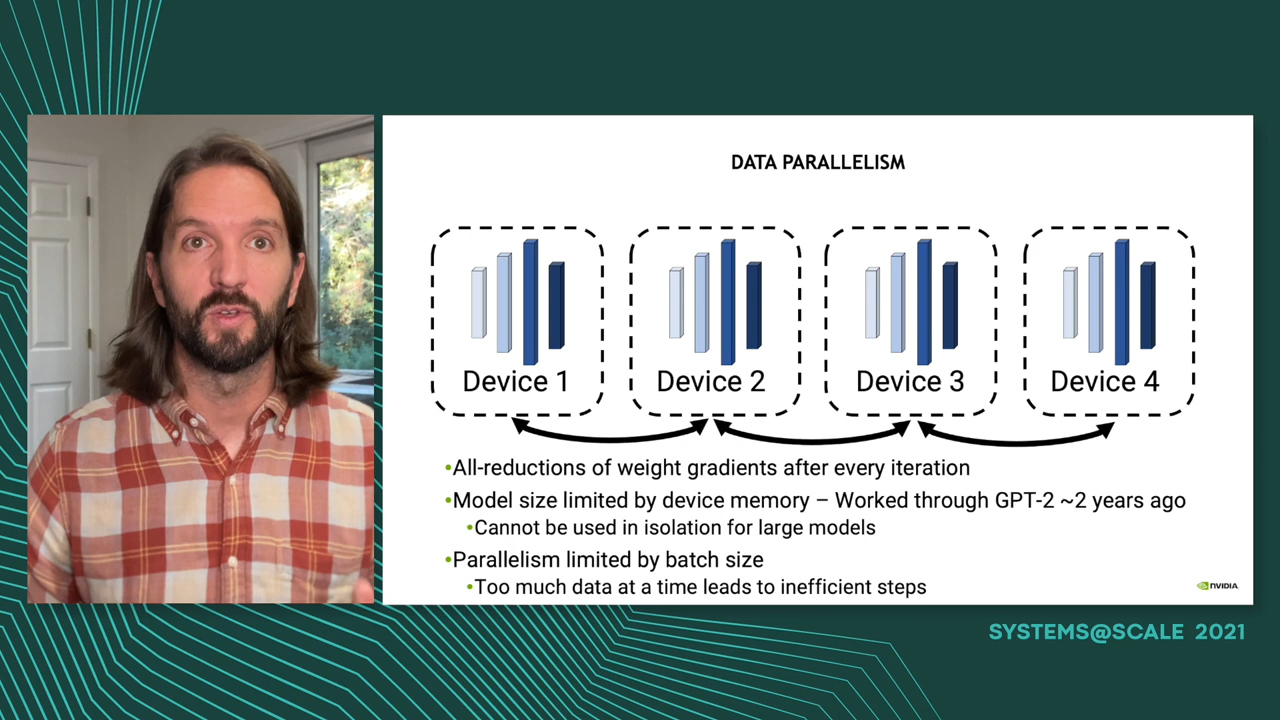 DATA PARALLELISM
Device 1
Device 2
Device 3
Device 4
•All-reductions of weight gradients after every iteration
•Model size limited by device memory – Worked through GPT-2 ~2 years ago
•Cannot be used in isolation for large models
•Parallelism limited by batch size
•Too much data at a time leads to inefficient steps
NVIDIA
SYSTEMS@SCALE 2021